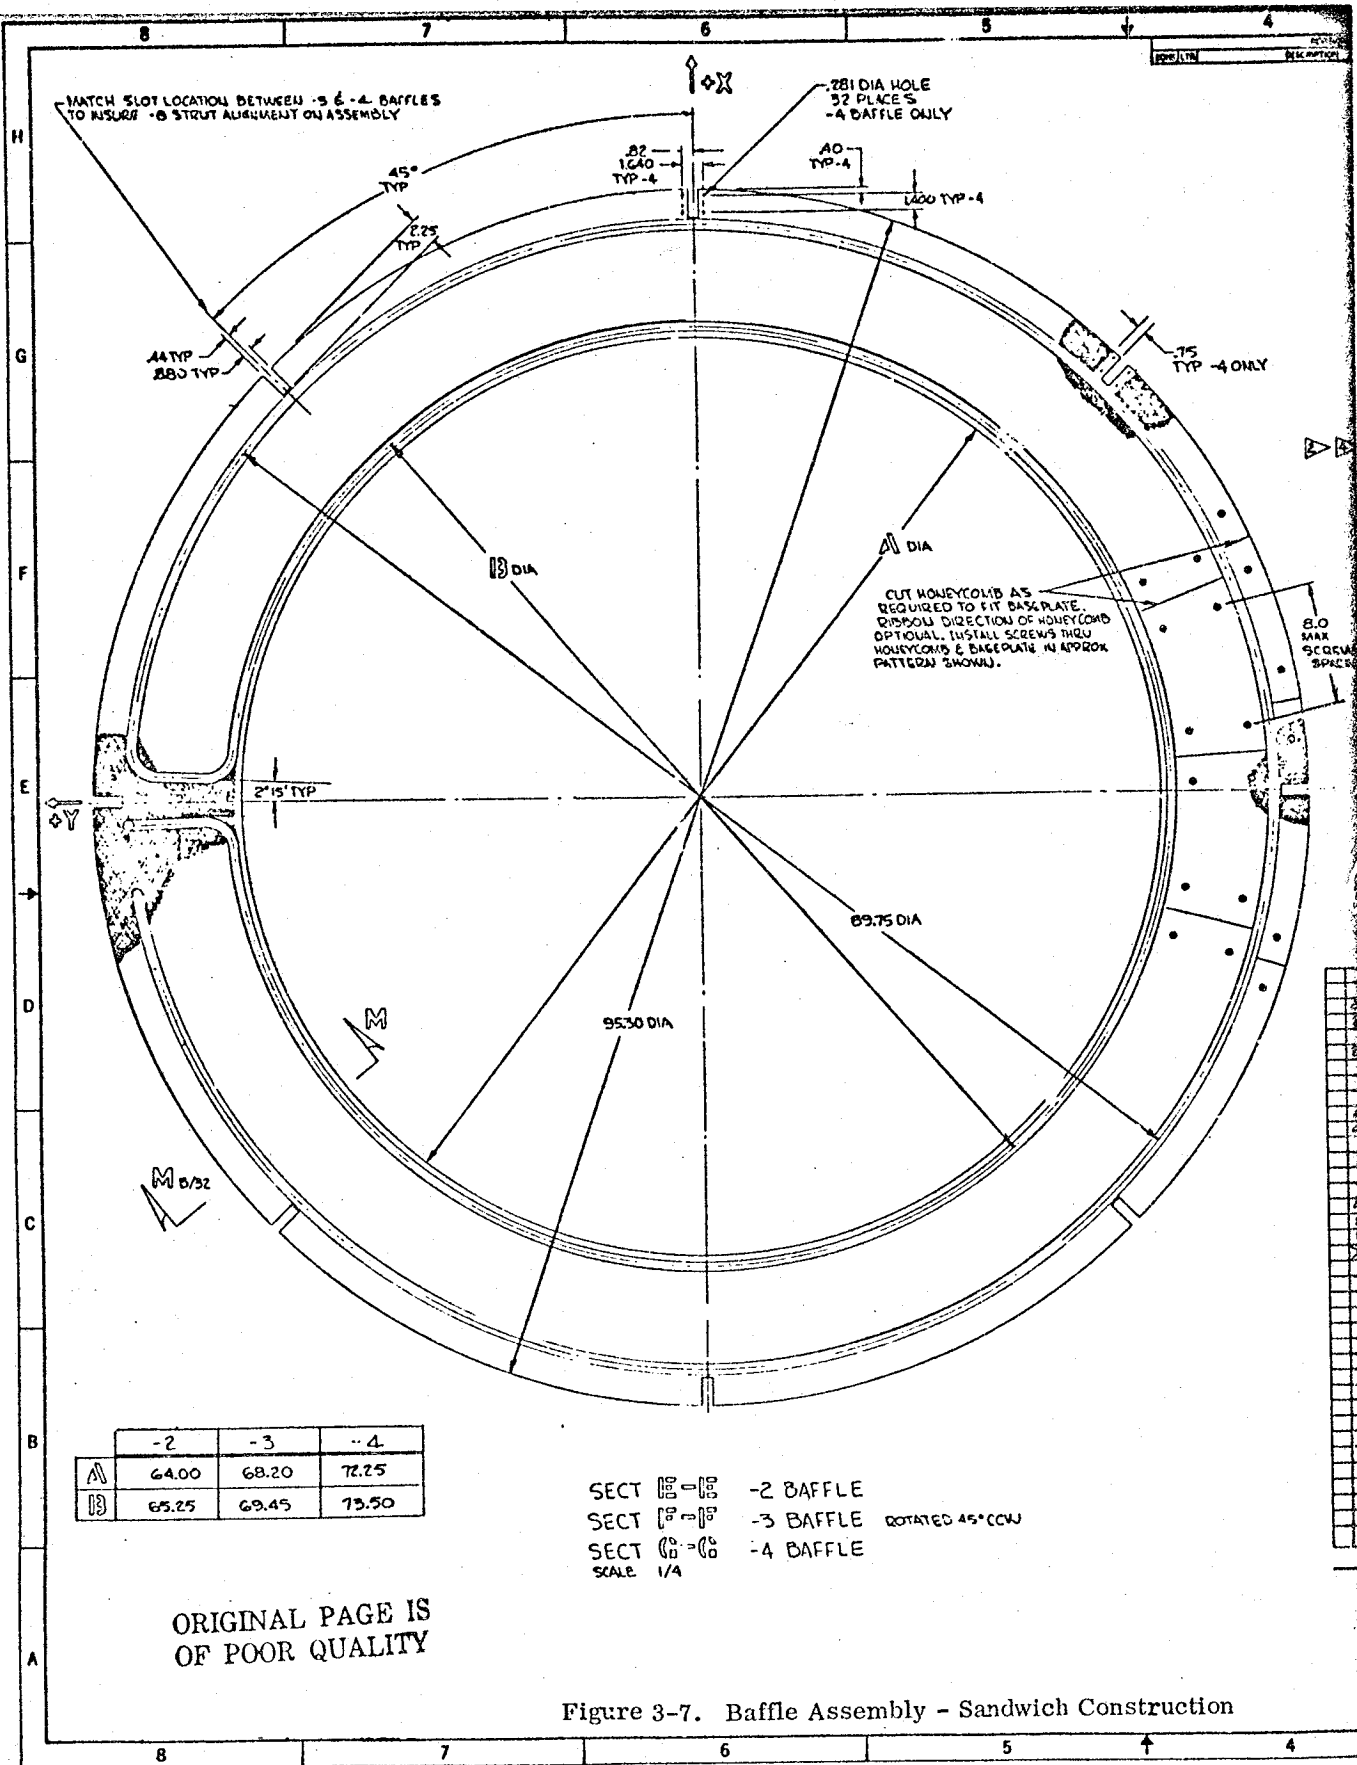 8 7 6 5 4
+X
MATCH SLOT LOCATION BETWEEN -3 & -4 BAFFLES
TO INSURE -8 STRUT ALIGNMENT ON ASSEMBLY
.281 DIA HOLE
32 PLACES
-4 BAFFLE ONLY
DESCRIPTION
H
45°
TYP
.82
1.640
TYP-4
.40
TYP-4
1.400 TYP-4
2.25
TYP
.44 TYP
.880 TYP
G
.75
TYP -4 ONLY
F
B DIA
A DIA
CUT HONEYCOMB AS
REQUIRED TO FIT BASEPLATE.
RIBBON DIRECTION OF HONEYCOMB
OPTIONAL. INSTALL SCREWS THRU
HONEYCOMB & BASEPLATE IN APPROX
PATTERN SHOWN.
8.0
MAX
SCREW
E
+Y
2°15' TYP
89.75 DIA
95.30 DIA
D
M
M B/32
C
B
-2 -3 -4
A 64.00 68.20 72.25
B 65.25 69.45 73.50
SECT -2 BAFFLE
SECT -3 BAFFLE ROTATED 45° CCW
SECT -4 BAFFLE
SCALE 1/4
A
ORIGINAL PAGE IS
OF POOR QUALITY
Figure 3-7. Baffle Assembly - Sandwich Construction
8 7 6 5 4